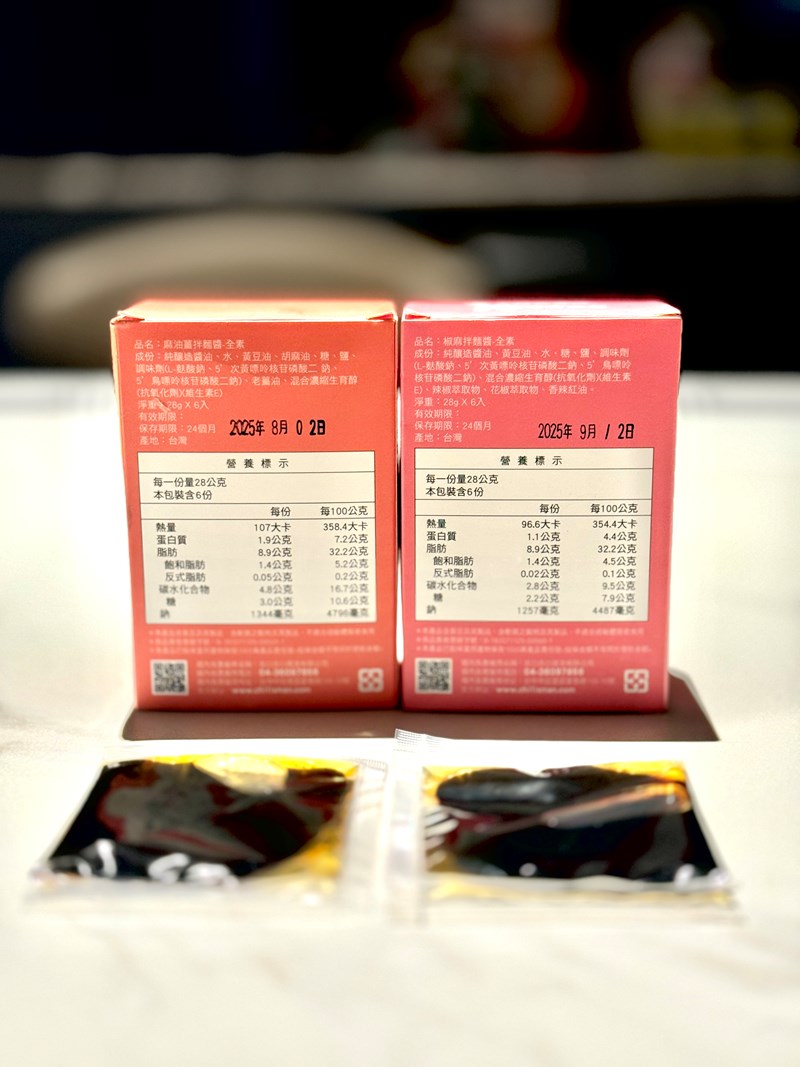 品名：麻油薑拌麵醬-全素
成份：純釀造醬油、水、黃豆油、胡麻油、糖、鹽、
調味劑(L-麩酸鈉、5’次黃嘌呤核苷磷酸二 鈉、
5’鳥嘌呤核苷磷酸二鈉)、老薑油、混合濃縮生育醇
(抗氧化劑)(維生素E)
淨重：28g X 6入
有效期限：
保存期限：24個月
2025年 8月 0 2日
產地：台灣
營養標示
每一份量28公克
本包裝含6份
每份 每100公克
熱量 107大卡 358.4大卡
蛋白質 1.9公克 7.2公克
脂肪 8.9公克 32.2公克
飽和脂肪 1.4公克 5.2公克
反式脂肪 0.05公克 0.2公克
碳水化合物 4.8公克 16.7公克
糖 3.0公克 10.6公克
鈉 1344毫克 4796毫克
品名：椒麻拌麵醬-全素
成份：純釀造醬油、黃豆油、水、糖、鹽、調味劑
(L-麩酸鈉、5’次黃嘌呤核苷磷酸二鈉、5’鳥嘌呤
核苷磷酸二鈉)、混合濃縮生育醇(抗氧化劑)(維生素
E)、辣椒萃取物、花椒萃取物、香辣紅油。
淨重：28g X 6入
有效期限：
保存期限：24個月
2025年 9月 / 2日
產地：台灣
營養標示
每一份量28公克
本包裝含6份
每份 每100公克
熱量 96.6大卡 354.4大卡
蛋白質 1.1公克 4.4公克
脂肪 8.9公克 32.2公克
飽和脂肪 1.4公克 4.5公克
反式脂肪 0.02公克 0.1公克
碳水化合物 2.8公克 9.5公克
糖 2.2公克 7.9公克
鈉 1257毫克 4487毫克